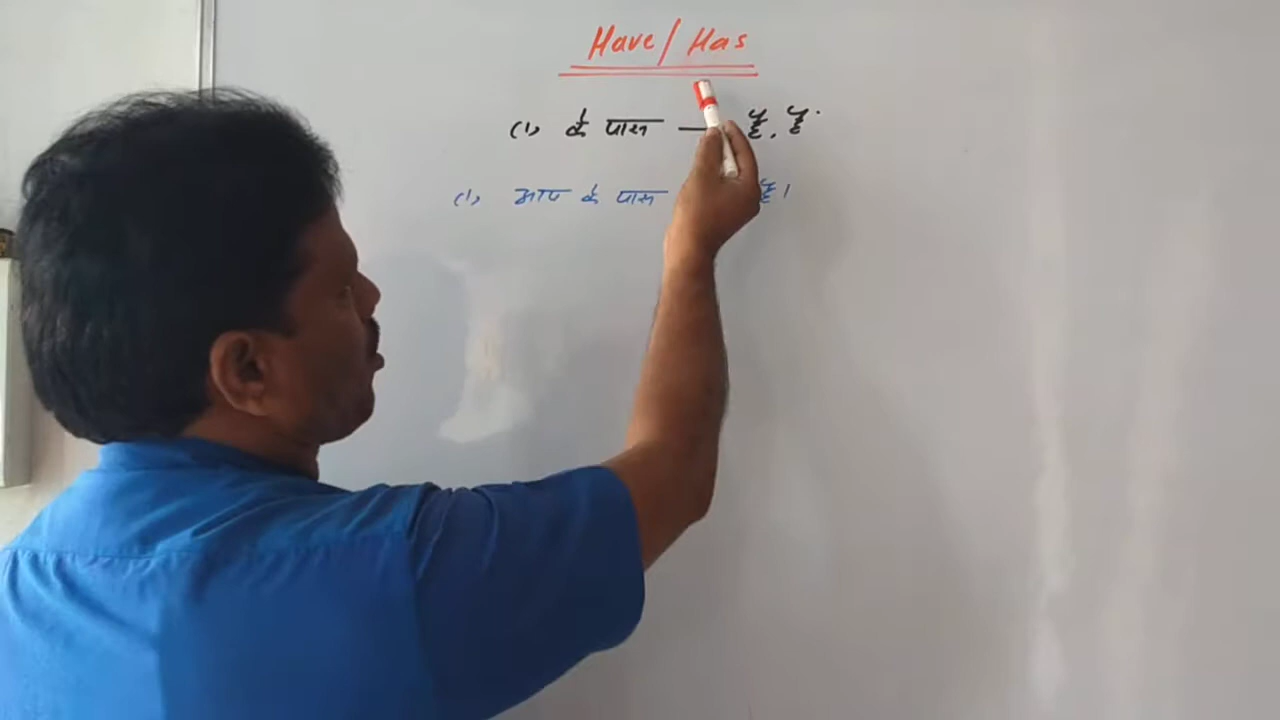 Have / Has
(1) के पास — है, हैं.
(1) आप के पास है।